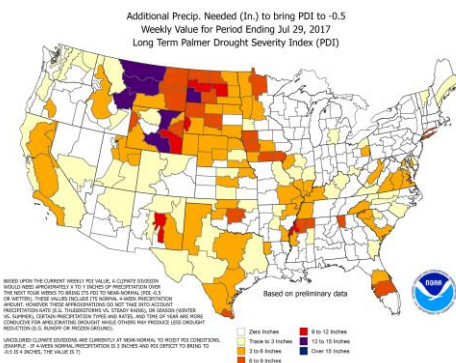 Additional Precip. Needed (In.) to bring PDI to -0.5
Weekly Value for Period Ending Jul 29, 2017
Long Term Palmer Drought Severity Index (PDI)
BASED UPON THE CURRENT WEEKLY PDI VALUE, A CLIMATE DIVISION
WOULD NEED APPROXIMATELY X TO Y INCHES OF PRECIPITATION OVER
THE NEXT FOUR WEEKS TO BRING ITS PDI TO NEAR-NORMAL (PDI -0.5
OR WETTER). THESE VALUES INCLUDE ITS NORMAL 4-WEEK PRECIPITATION
AMOUNT. HOWEVER THESE APPROXIMATIONS DO NOT TAKE INTO ACCOUNT
PRECIPITATION RATE (E.G. THUNDERSTORMS VS. STEADY RAINS), OR SEASON (WINTER
VS. SUMMER). CERTAIN PRECIPITATION TYPES AND RATES, AND TIME OF YEAR ARE MORE
CONDUCIVE FOR AMELIORATING DROUGHT WHILE OTHERS MAY PRODUCE LESS DROUGHT
REDUCTION (E.G. RUNOFF OR FROZEN GROUND).
UNCOLORED CLIMATE DIVISIONS ARE CURRENTLY AT NEAR-NORMAL TO MOIST PDI CONDITIONS.
(EXAMPLE - IF 4-WEEK NORMAL PRECIPITATION IS 3 INCHES AND PDI DEFICIT TO BRING TO
-0.5 IS 4 INCHES, THE VALUE IS 7)
Based on preliminary data
NOAA
Zero Inches
Trace to 3 Inches
3 to 6 Inches
6 to 9 Inches
9 to 12 Inches
12 to 15 Inches
Over 15 Inches